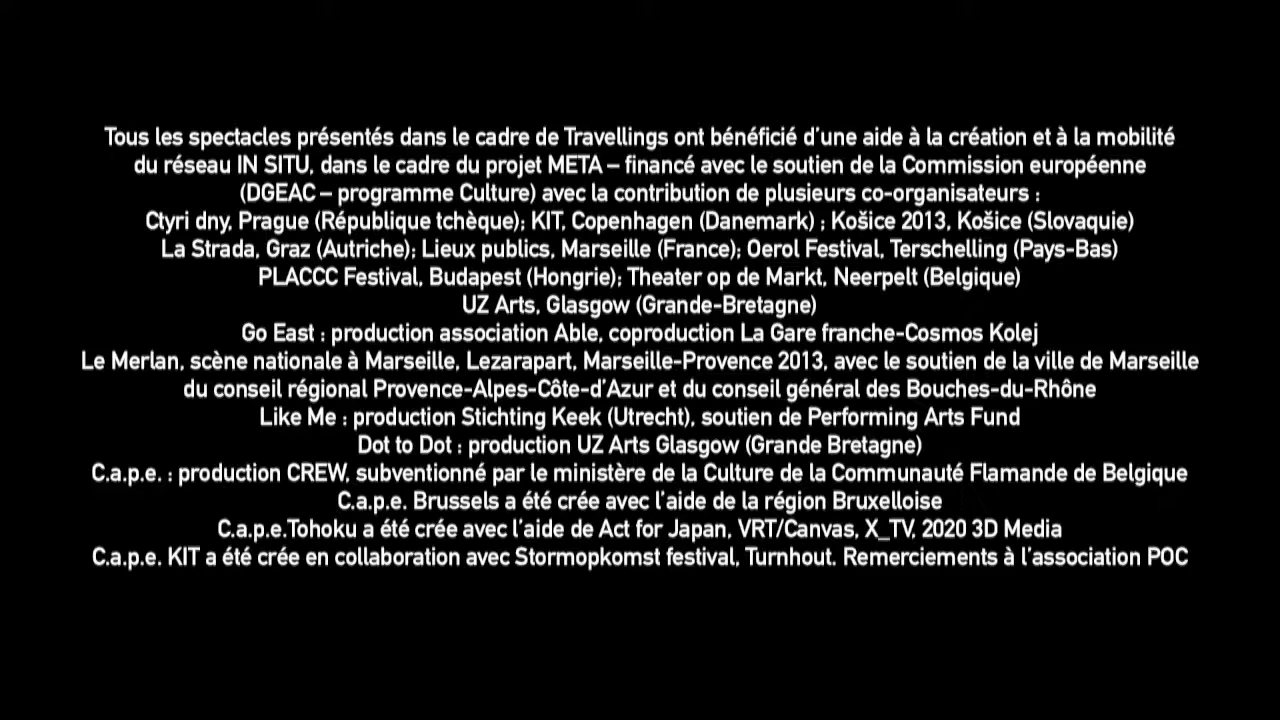 Tous les spectacles présentés dans le cadre de Travellings ont bénéficié d'une aide à la création et à la mobilité
du réseau IN SITU, dans le cadre du projet META – financé avec le soutien de la Commission européenne
(DGEAC – programme Culture) avec la contribution de plusieurs co-organisateurs :
Ctyri dny, Prague (République tchèque); KIT, Copenhagen (Danemark) ; Košice 2013, Košice (Slovaquie)
La Strada, Graz (Autriche); Lieux publics, Marseille (France); Oerol Festival, Terschelling (Pays-Bas)
PLACCC Festival, Budapest (Hongrie); Theater op de Markt, Neerpelt (Belgique)
UZ Arts, Glasgow (Grande-Bretagne)
Go East : production association Able, coproduction La Gare franche-Cosmos Kolej
Le Merlan, scène nationale à Marseille, Lezarapart, Marseille-Provence 2013, avec le soutien de la ville de Marseille
du conseil régional Provence-Alpes-Côte-d'Azur et du conseil général des Bouches-du-Rhône
Like Me : production Stichting Keek (Utrecht), soutien de Performing Arts Fund
Dot to Dot : production UZ Arts Glasgow (Grande Bretagne)
C.a.p.e. : production CREW, subventionné par le ministère de la Culture de la Communauté Flamande de Belgique
C.a.p.e. Brussels a été crée avec l'aide de la région Bruxelloise
C.a.p.e.Tohoku a été crée avec l'aide de Act for Japan, VRT/Canvas, X_TV, 2020 3D Media
C.a.p.e. KIT a été crée en collaboration avec Stormopkomst festival, Turnhout. Remerciements à l'association POC